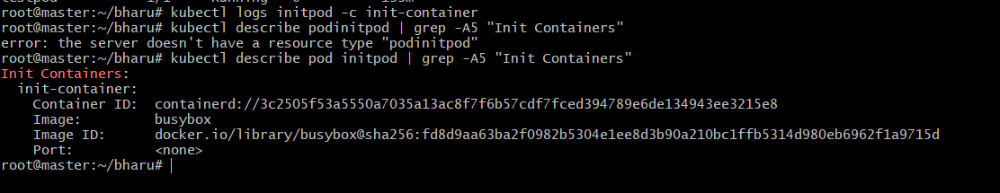 root@master:~/bharu# kubectl logs initpod -c init-container
root@master:~/bharu# kubectl describe podinitpod | grep -A5 "Init Containers"
error: the server doesn't have a resource type "podinitpod"
root@master:~/bharu# kubectl describe pod initpod | grep -A5 "Init Containers"
Init Containers:
  init-container:
    Container ID:  containerd://3c2505f53a5550a7035a13ac8f7f6b57cdf7fced394789e6de134943ee3215e8
    Image:         busybox
    Image ID:      docker.io/library/busybox@sha256:fd8d9aa63ba2f0982b5304e1ee8d3b90a210bc1ffb5314d980eb6962f1a9715d
    Port:          <none>
root@master:~/bharu#